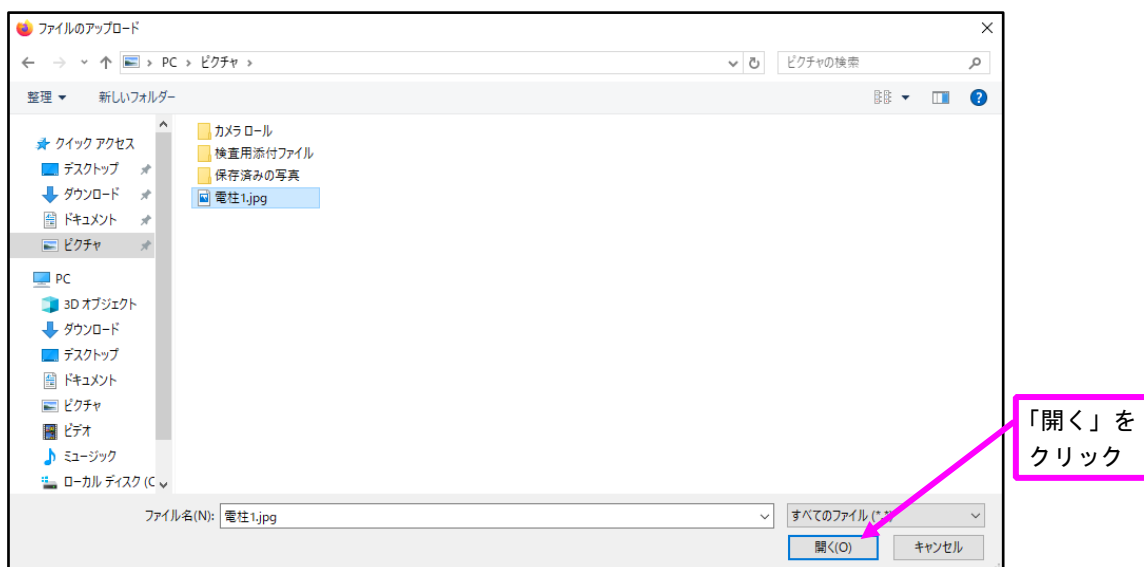 ファイルのアップロード
PC › ピクチャ ›
ピクチャの検索
整理
新しいフォルダー
クイック アクセス
デスクトップ
ダウンロード
ドキュメント
ピクチャ
PC
3D オブジェクト
ダウンロード
デスクトップ
ドキュメント
ピクチャ
ビデオ
ミュージック
ローカル ディスク (C
カメラ ロール
検査用添付ファイル
保存済みの写真
電柱1.jpg
「開く」を
クリック
ファイル名(N): 電柱1.jpg
すべてのファイル (*.*)
開く(O)
キャンセル